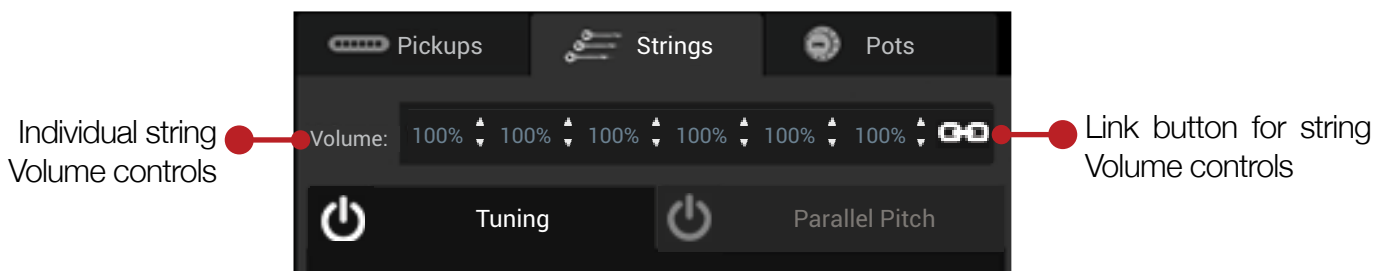 Pickups Strings Pots
Individual string
Volume controls
Volume: 100% 100% 100% 100% 100% 100%
Link button for string
Volume controls
Tuning Parallel Pitch